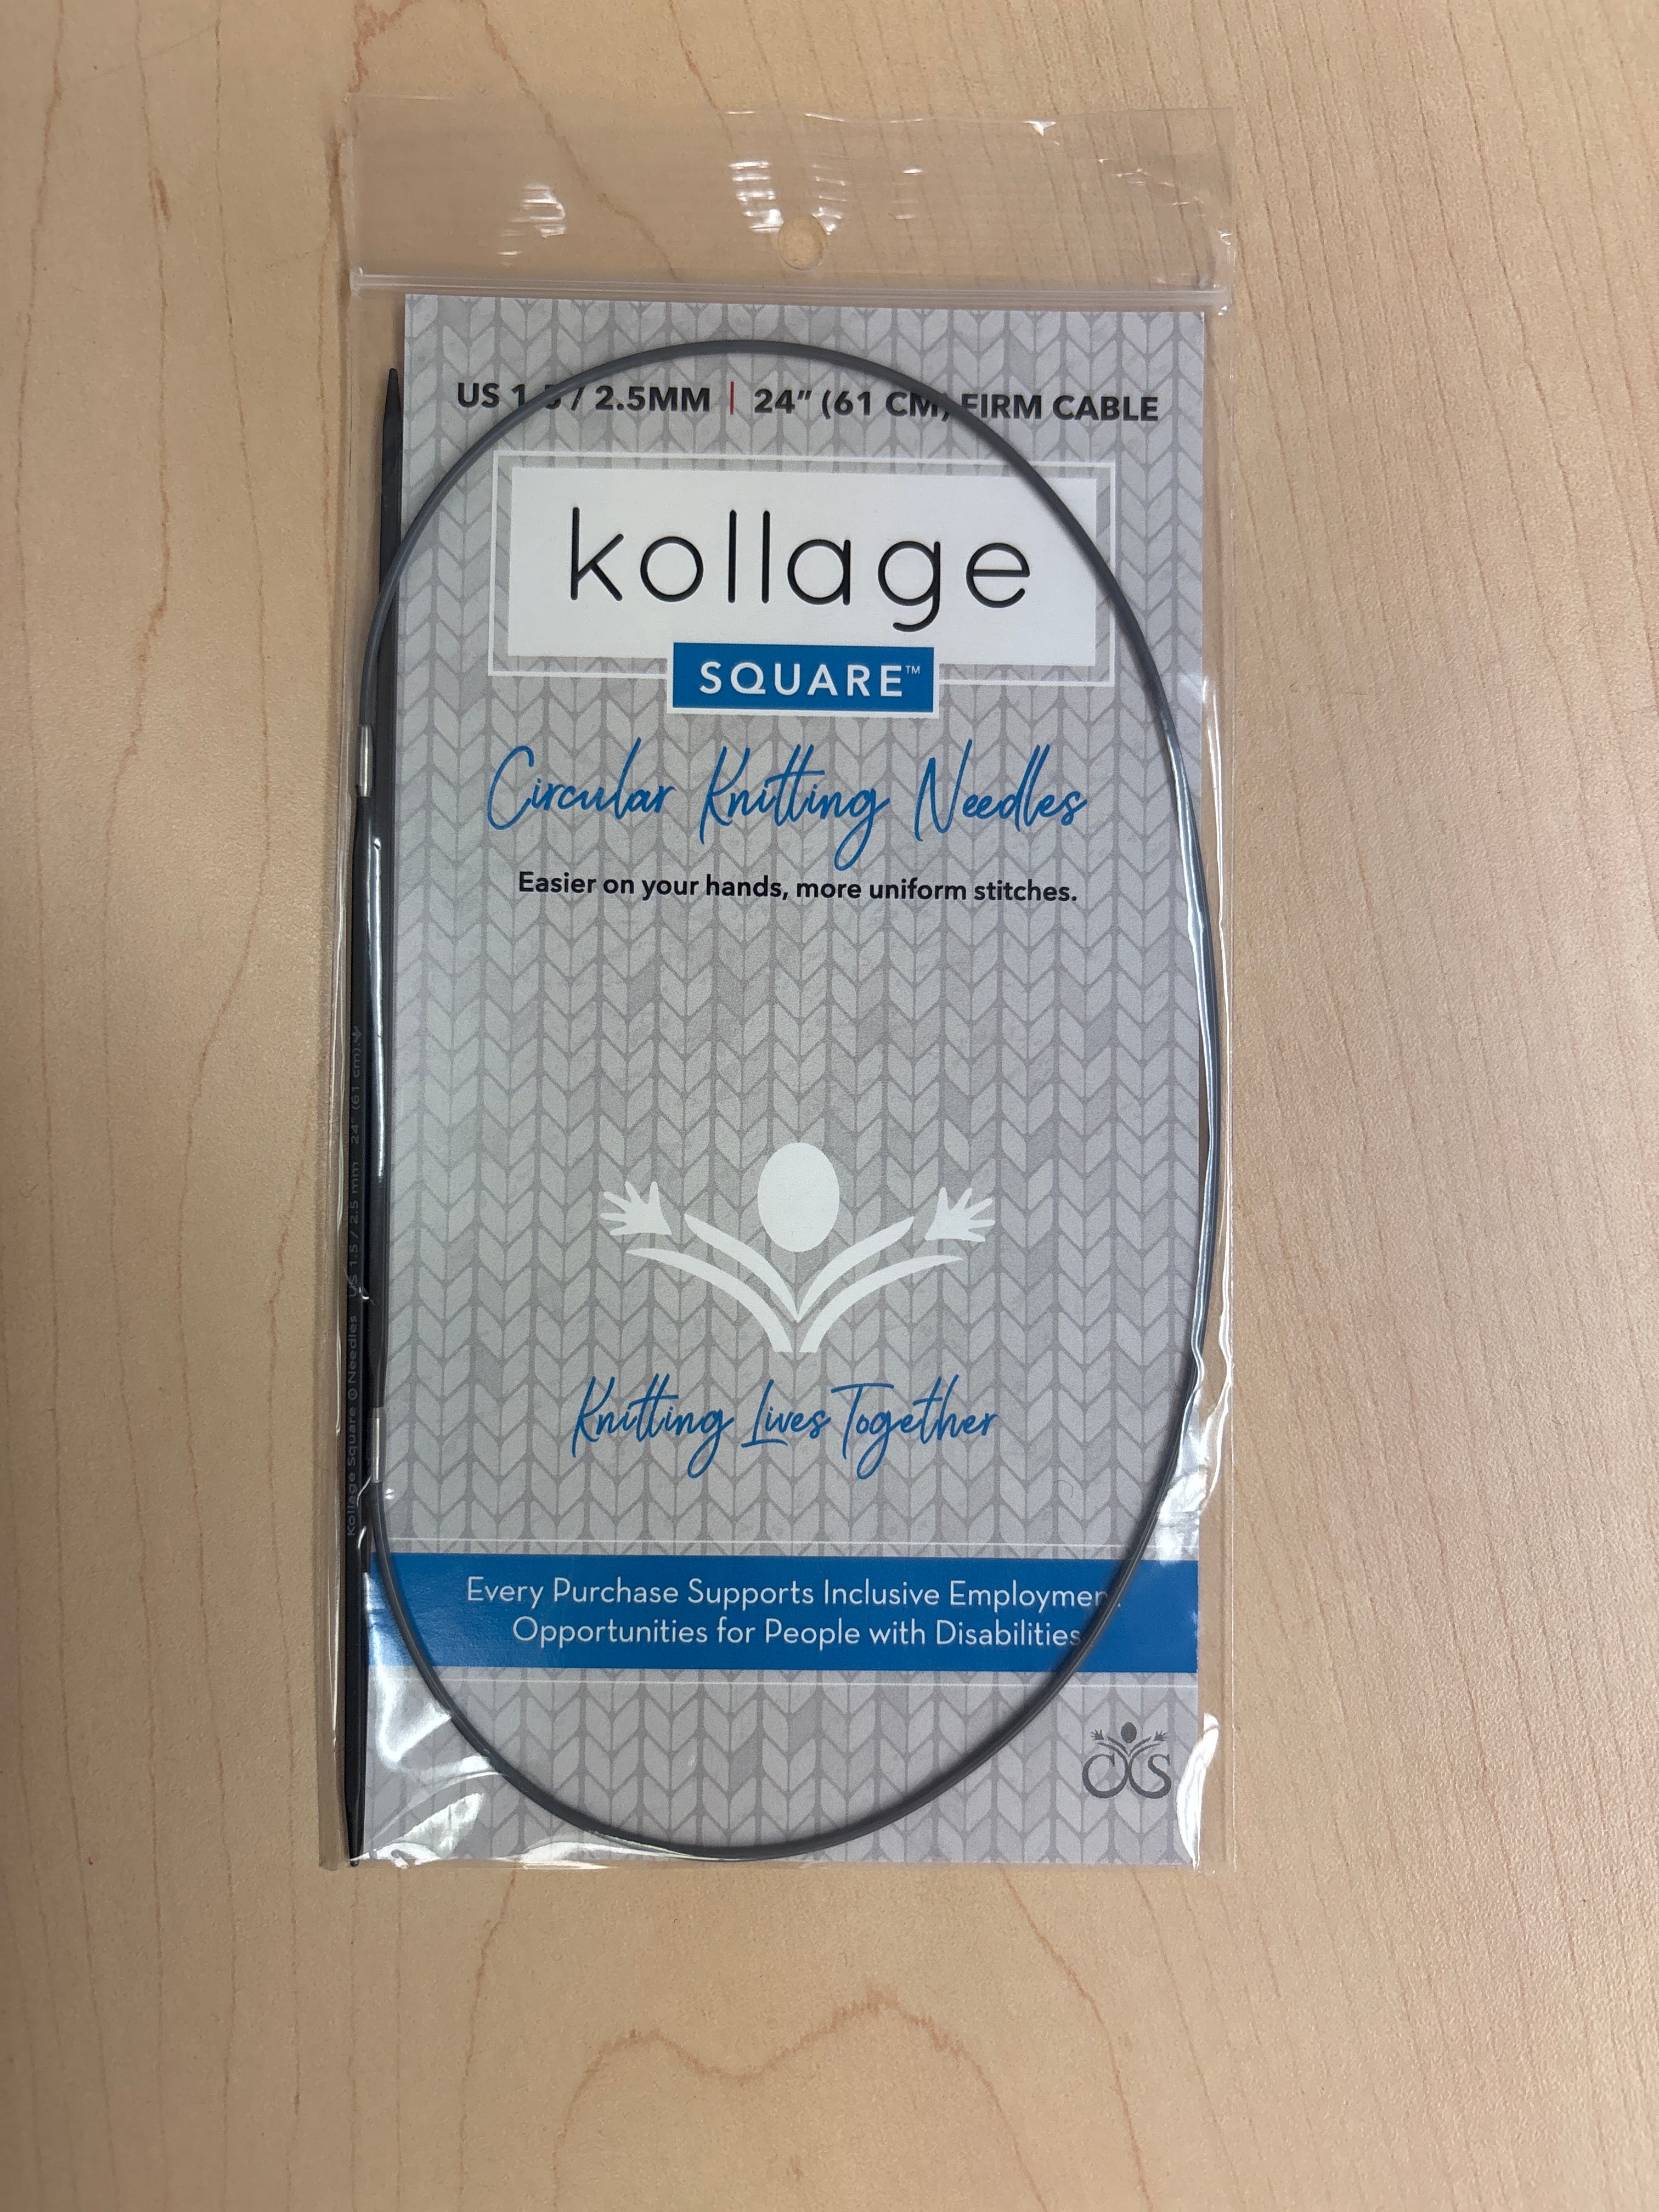 US 1.5 / 2.5MM | 24" (61 CM) FIRM CABLE
kollage
SQUARE™
Circular Knitting Needles
Easier on your hands, more uniform stitches.
Kollage Square @ Needles US 1.5 / 2.5 mm 24" (61 cm)
Knitting Lives Together
Every Purchase Supports Inclusive Employment
Opportunities for People with Disabilities
CS